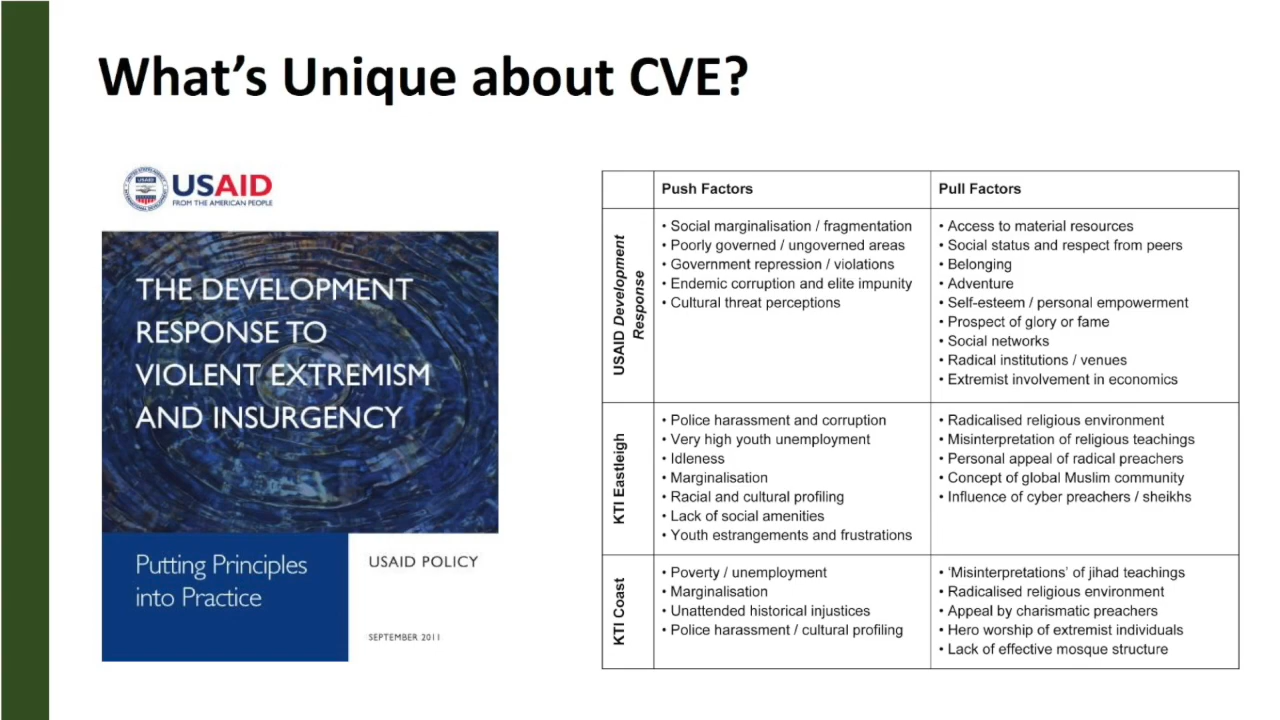 What's Unique about CVE?
USAID
FROM THE AMERICAN PEOPLE
THE DEVELOPMENT
RESPONSE TO
VIOLENT EXTREMISM
AND INSURGENCY
Putting Principles
into Practice
USAID POLICY
SEPTEMBER 2011
Push Factors
Pull Factors
USAID Development
Response
• Social marginalisation / fragmentation
• Poorly governed / ungoverned areas
• Government repression / violations
• Endemic corruption and elite impunity
• Cultural threat perceptions
• Access to material resources
• Social status and respect from peers
• Belonging
• Adventure
• Self-esteem / personal empowerment
• Prospect of glory or fame
• Social networks
• Radical institutions / venues
• Extremist involvement in economics
KTI Eastleigh
• Police harassment and corruption
• Very high youth unemployment
• Idleness
• Marginalisation
• Racial and cultural profiling
• Lack of social amenities
• Youth estrangements and frustrations
• Radicalised religious environment
• Misinterpretation of religious teachings
• Personal appeal of radical preachers
• Concept of global Muslim community
• Influence of cyber preachers / sheikhs
KTI Coast
• Poverty / unemployment
• Marginalisation
• Unattended historical injustices
• Police harassment / cultural profiling
• 'Misinterpretations' of jihad teachings
• Radicalised religious environment
• Appeal by charismatic preachers
• Hero worship of extremist individuals
• Lack of effective mosque structure